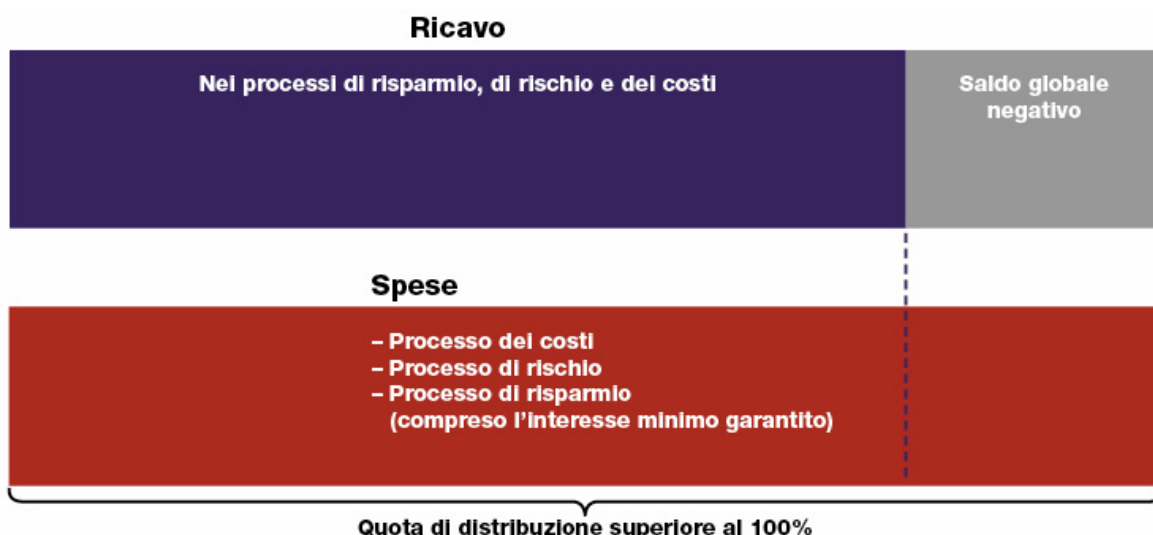 Ricavo
Nei processi di risparmio, di rischio e dei costi
Saldo globale
negativo
Spese
– Processo dei costi
– Processo di rischio
– Processo di risparmio
(compreso l'interesse minimo garantito)
Quota di distribuzione superiore al 100%